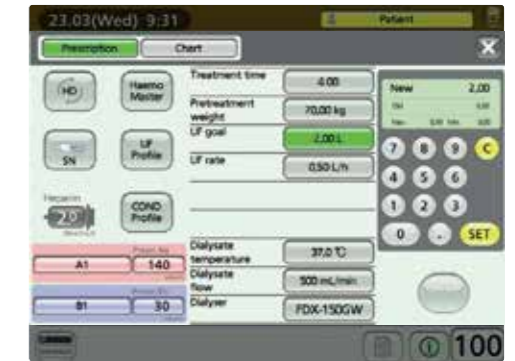 23.03(Wed) 9:31
Patient
Prescription
Chart
HD
Haemo
Master
SN
UF
Profile
Heparin
2.0
COND
Profile
A1
140
B1
30
Treatment time
4:00
Pretreatment
weight
70,00 kg
UF goal
2,00 L
UF rate
0,50 L/h
Dialysate
temperature
37,0 °C
Dialysate
flow
500 mL/min
Dialyser
FDX-150GW
New
2,00
Old
7 8 9 C
4 5 6
1 2 3
0 . SET
100